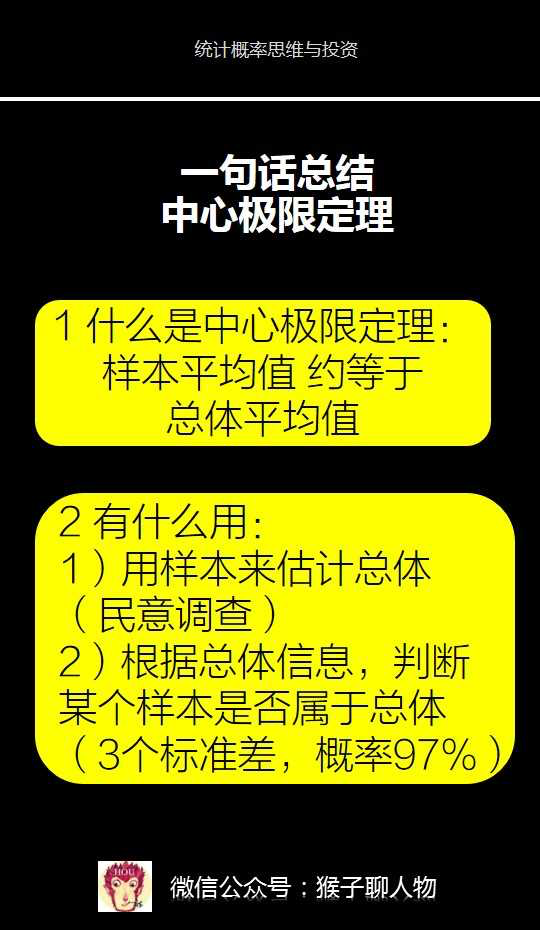 统计概率思维与投资
一句话总结
中心极限定理
1 什么是中心极限定理：
样本平均值 约等于
总体平均值
2 有什么用：
1）用样本来估计总体
（民意调查）
2）根据总体信息，判断
某个样本是否属于总体
（3个标准差，概率97%）
HOU
微信公众号：猴子聊人物